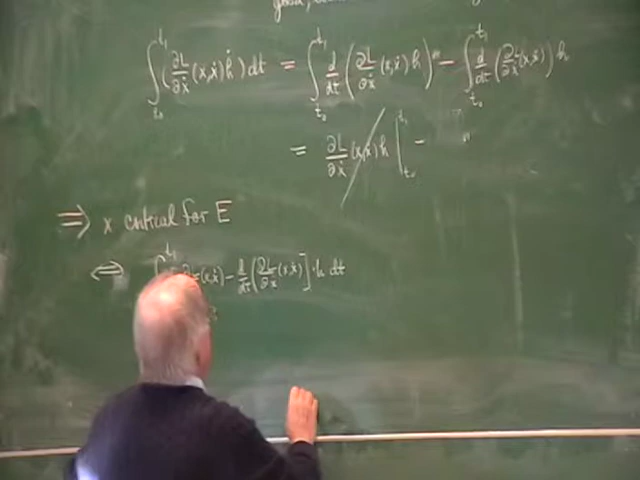 ∫_{t₀}^{t₁} (∂L/∂ẋ (x,ẋ) ḣ) dt = ∫_{t₀}^{t₁} d/dt (∂L/∂ẋ (x,ẋ) h) − ∫_{t₀}^{t₁} d/dt (∂L/∂ẋ (x,ẋ)) h
= ∂L/∂ẋ (x,ẋ) h |_{t₀}^{t₁} − "
⇒ x critical for E
⇔ ∫^{t₁} (x,ẋ) − d/dt (∂L/∂ẋ (x,ẋ) ] · h dt